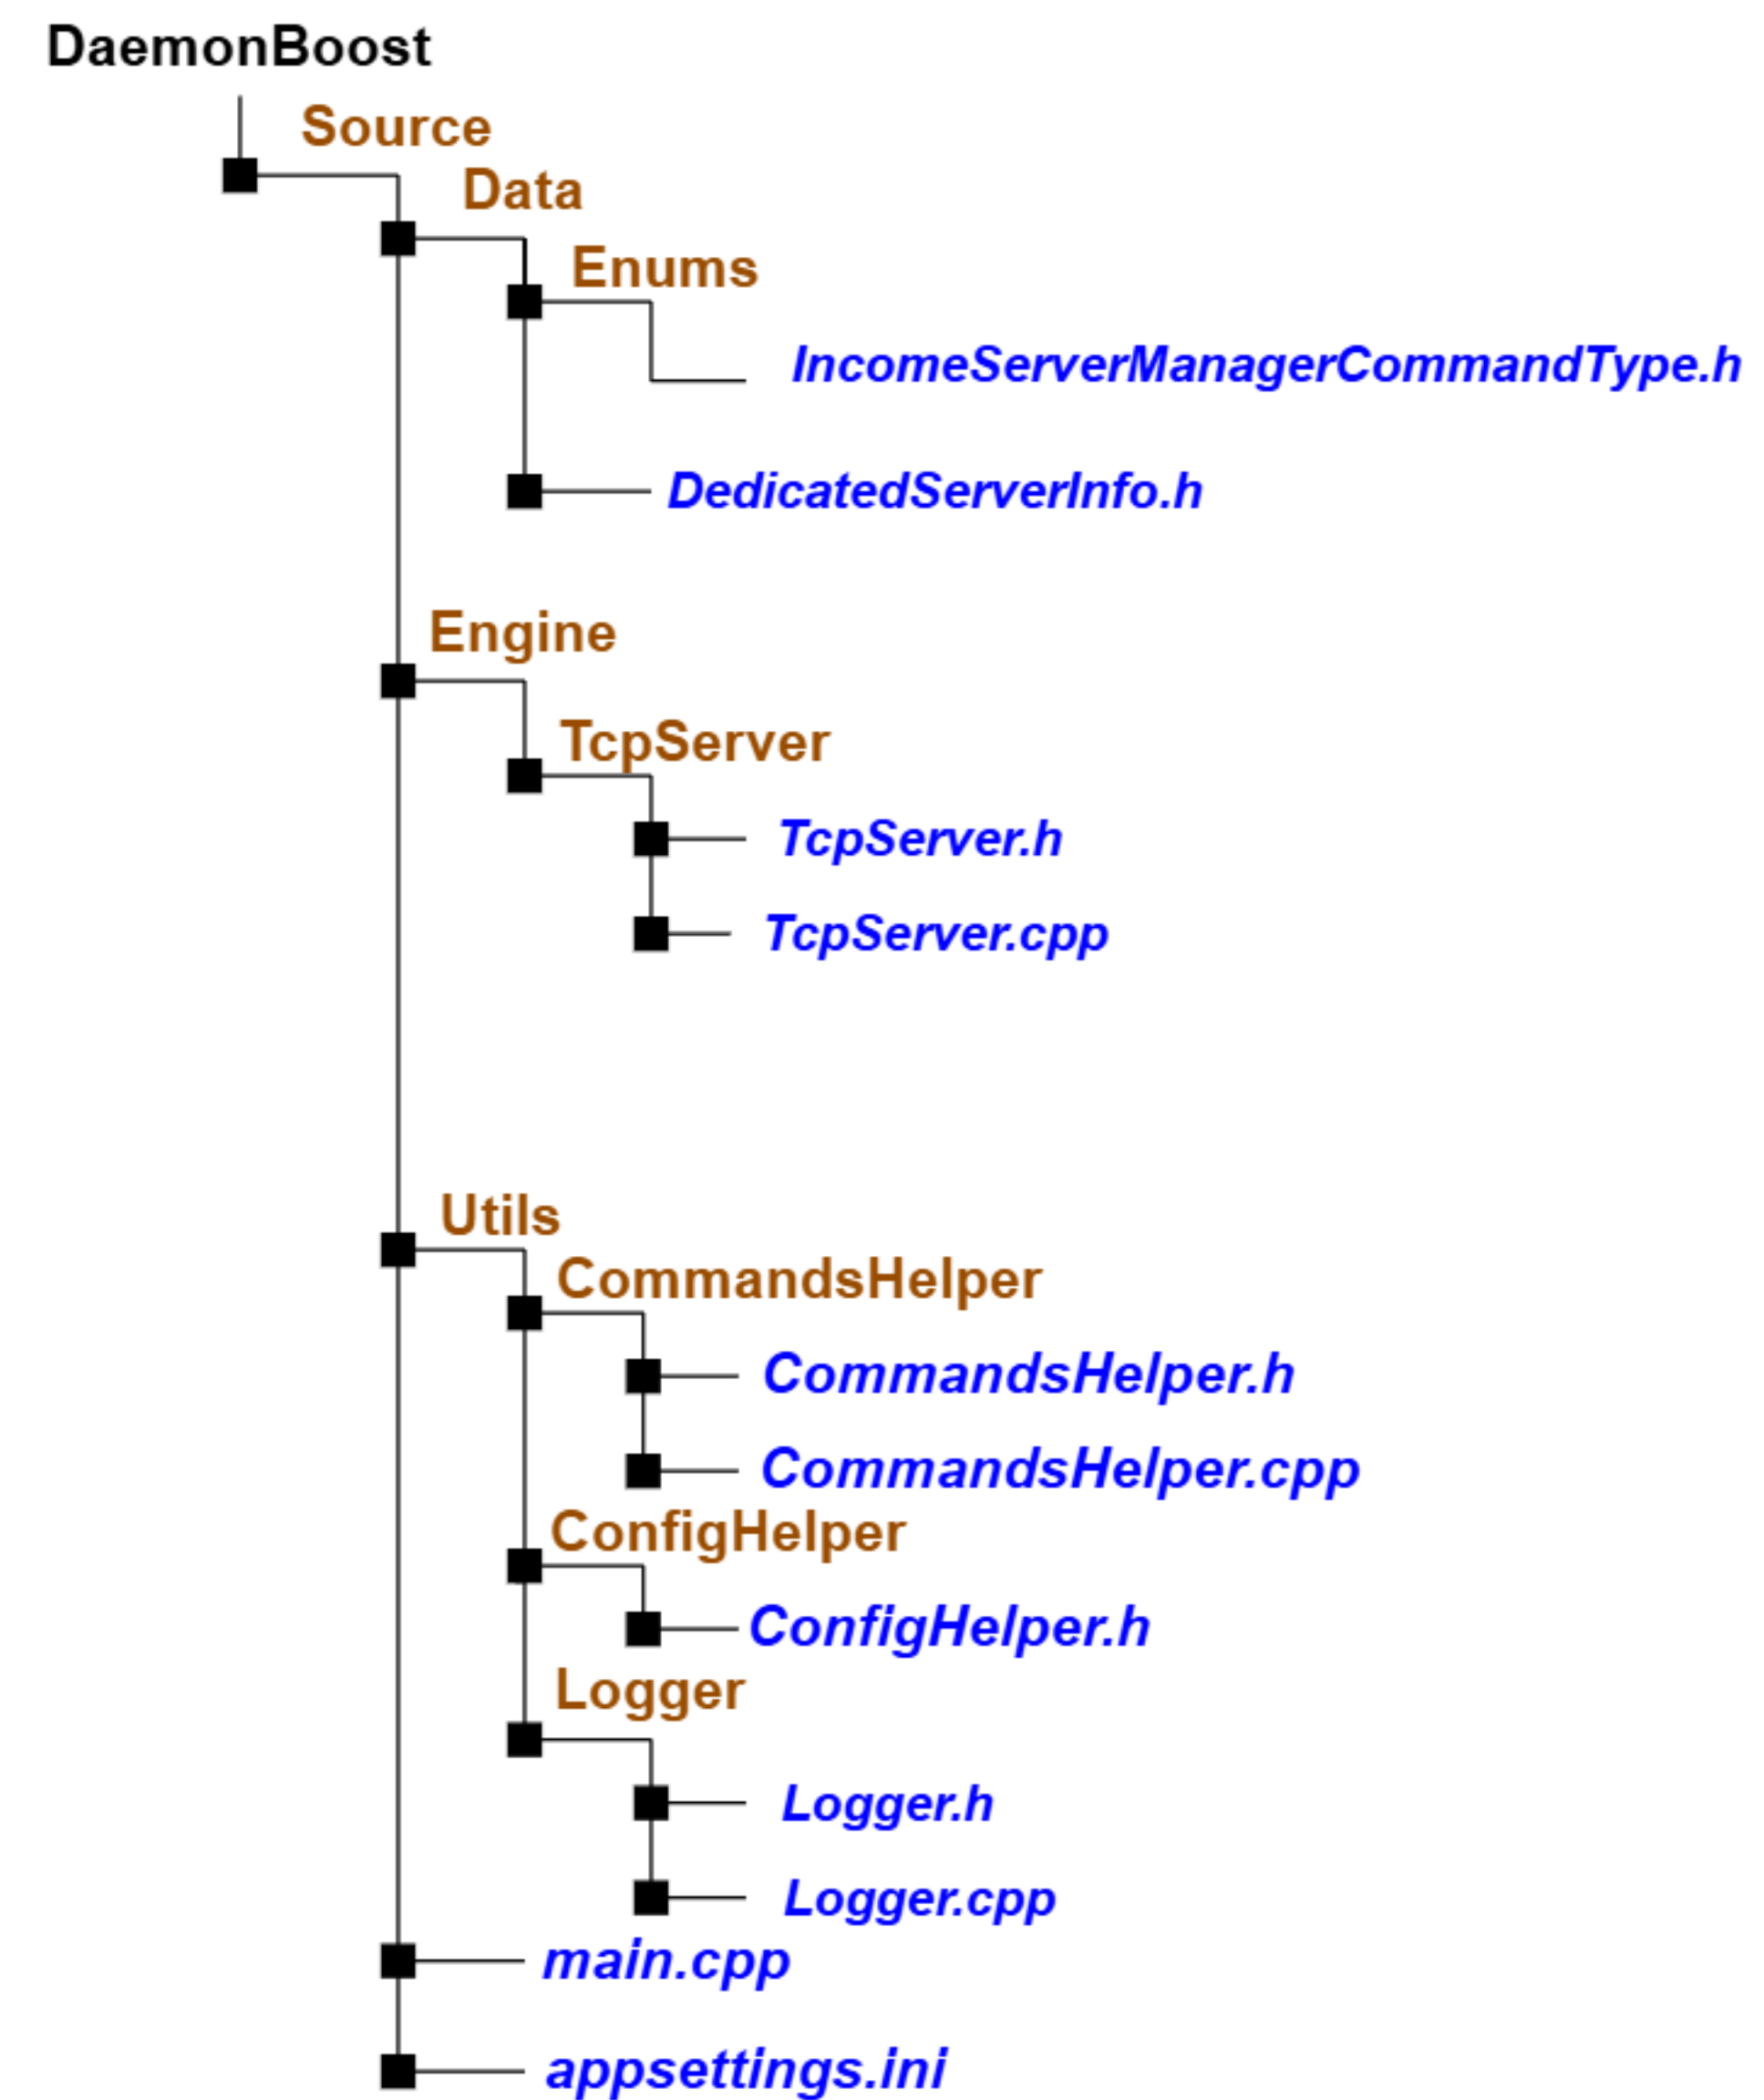 DaemonBoost
Source
Data
Enums
IncomeServerManagerCommandType.h
DedicatedServerInfo.h
Engine
TcpServer
TcpServer.h
TcpServer.cpp
Utils
CommandsHelper
CommandsHelper.h
CommandsHelper.cpp
ConfigHelper
ConfigHelper.h
Logger
Logger.h
Logger.cpp
main.cpp
appsettings.ini